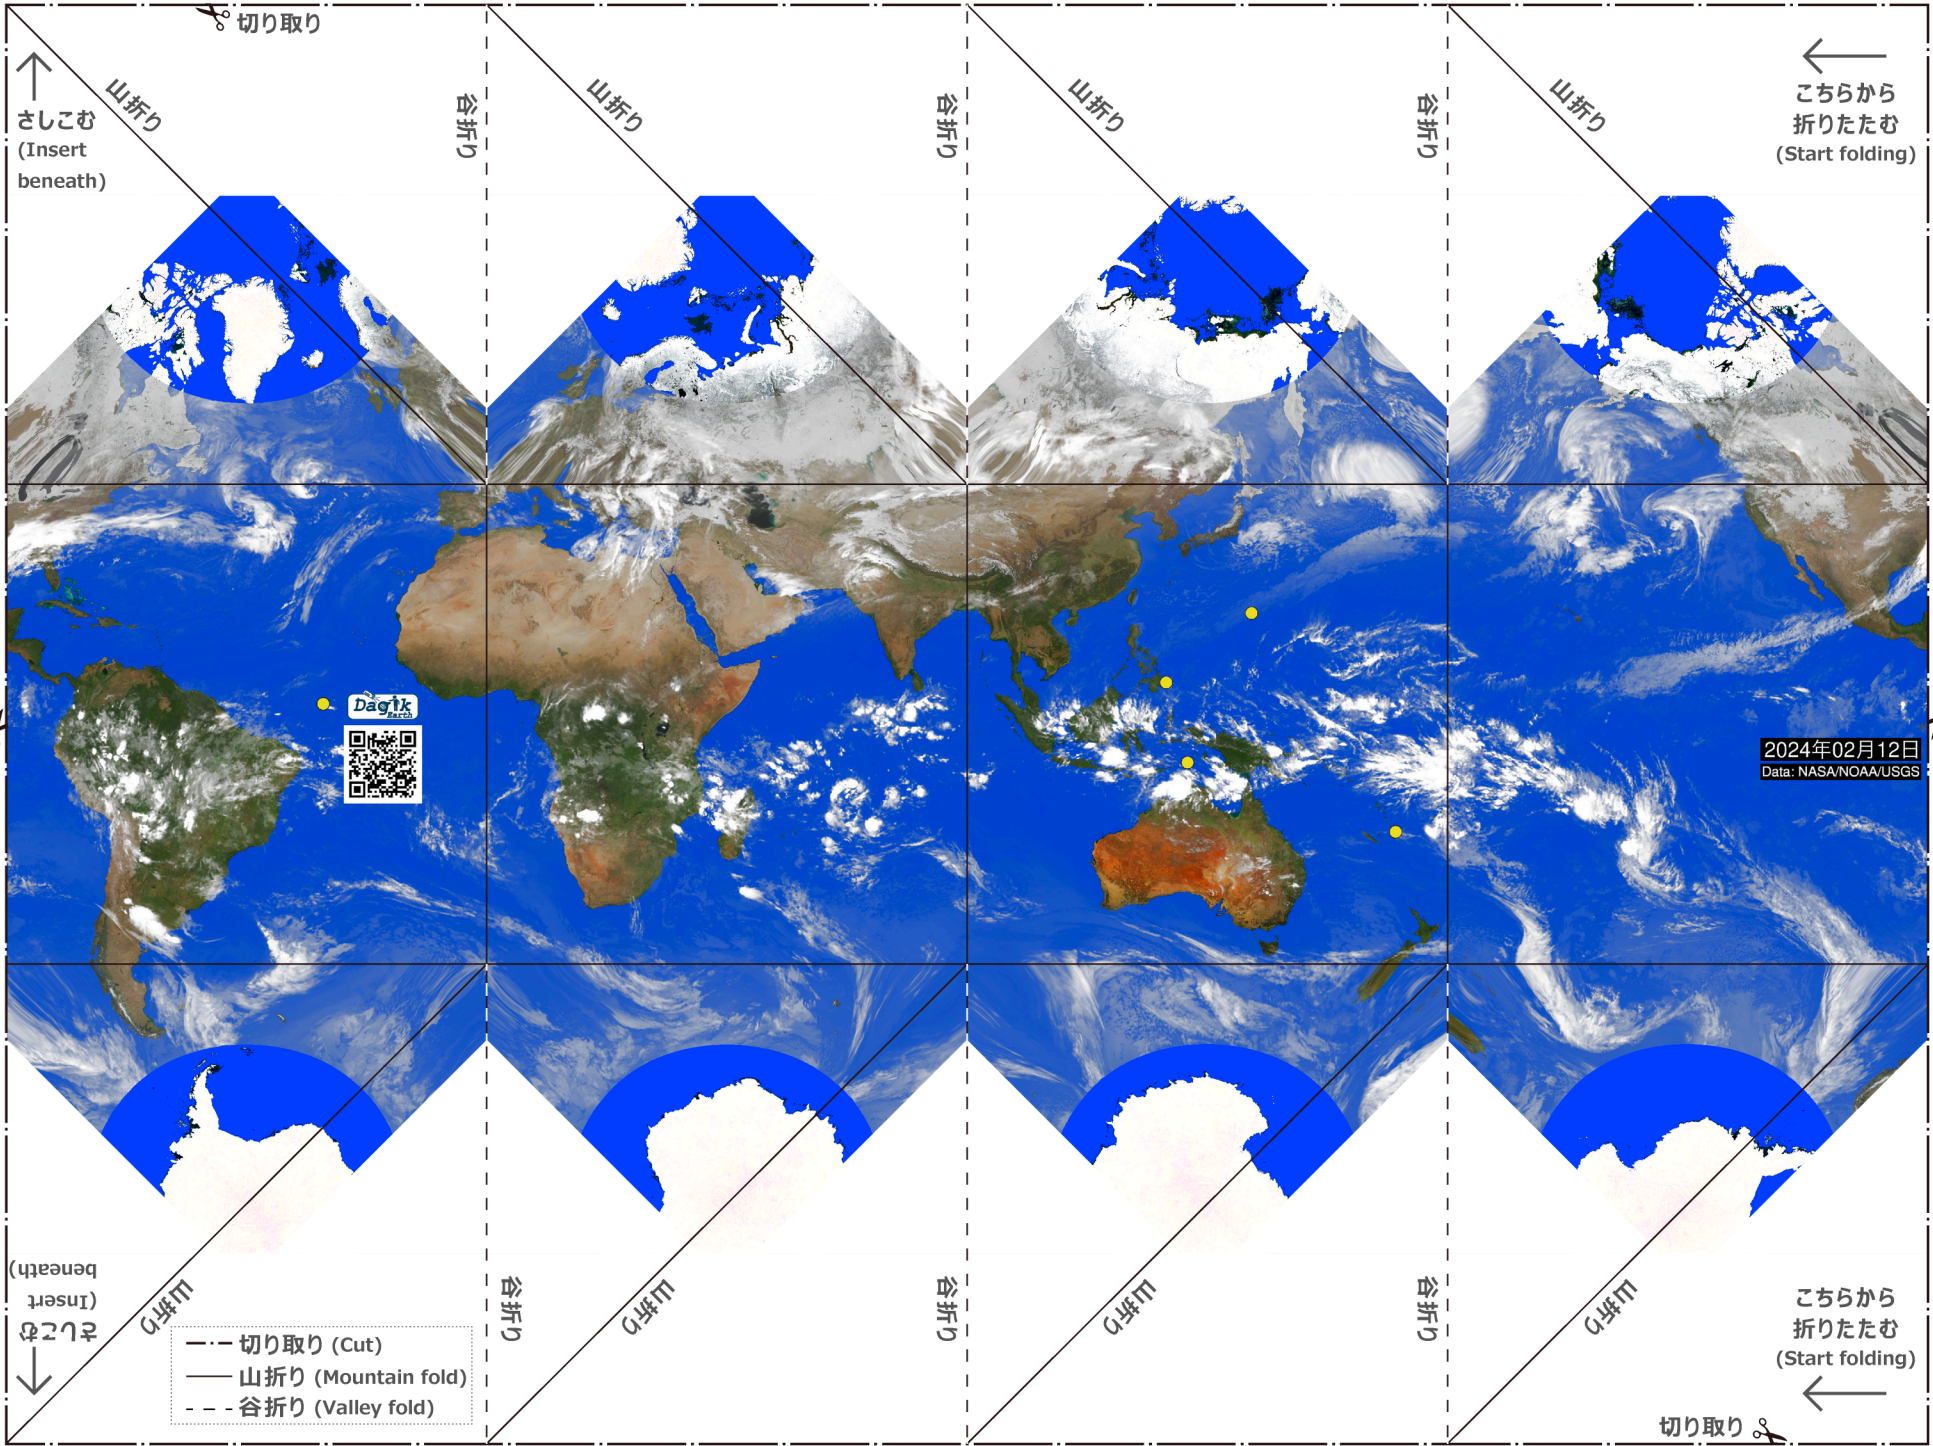 切り取り
山折り
谷折り
山折り
谷折り
山折り
谷折り
山折り
さしこむ
(Insert
beneath)
こちらから
折りたたむ
(Start folding)
Dagik
Earth
2024年02月12日
Data: NASA/NOAA/USGS
さしこむ
(Insert
beneath)
山折り
谷折り
山折り
谷折り
山折り
谷折り
山折り
こちらから
折りたたむ
(Start folding)
切り取り (Cut)
山折り (Mountain fold)
谷折り (Valley fold)
切り取り